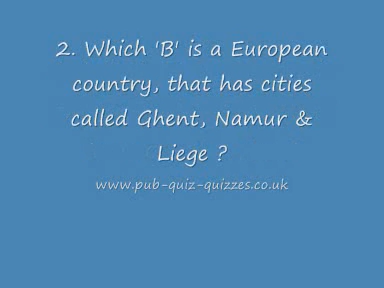 2. Which 'B' is a European
country, that has cities
called Ghent, Namur &
Liege ?
www.pub-quiz-quizzes.co.uk